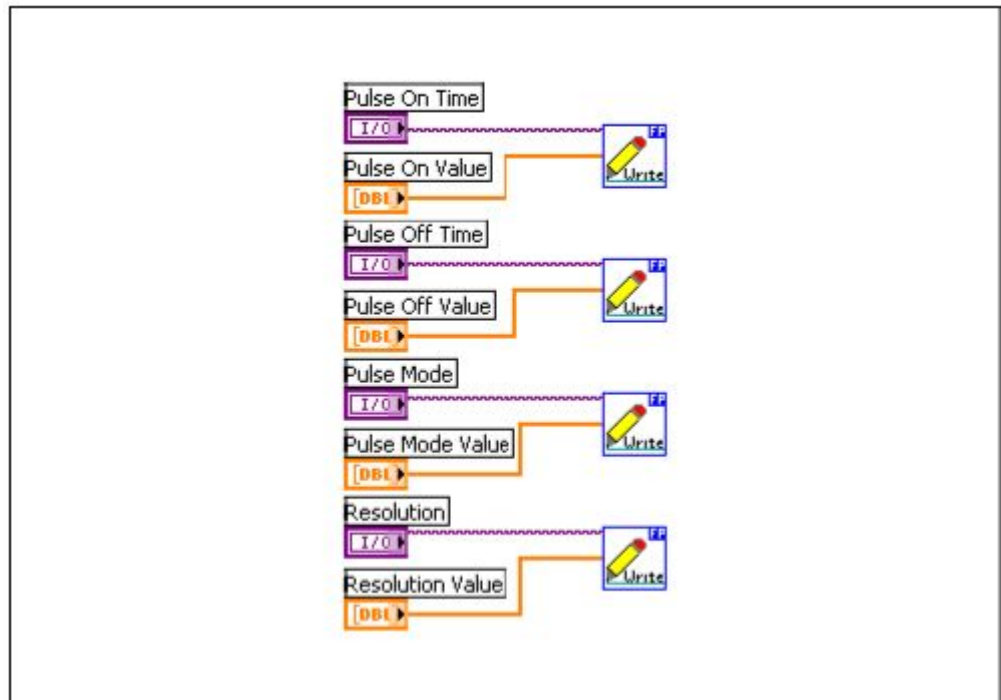 Pulse On Time
I/O
FP
Write
Pulse On Value
[DBL]
Pulse Off Time
I/O
FP
Write
Pulse Off Value
[DBL]
Pulse Mode
I/O
FP
Write
Pulse Mode Value
[DBL]
Resolution
I/O
FP
Write
Resolution Value
[DBL]